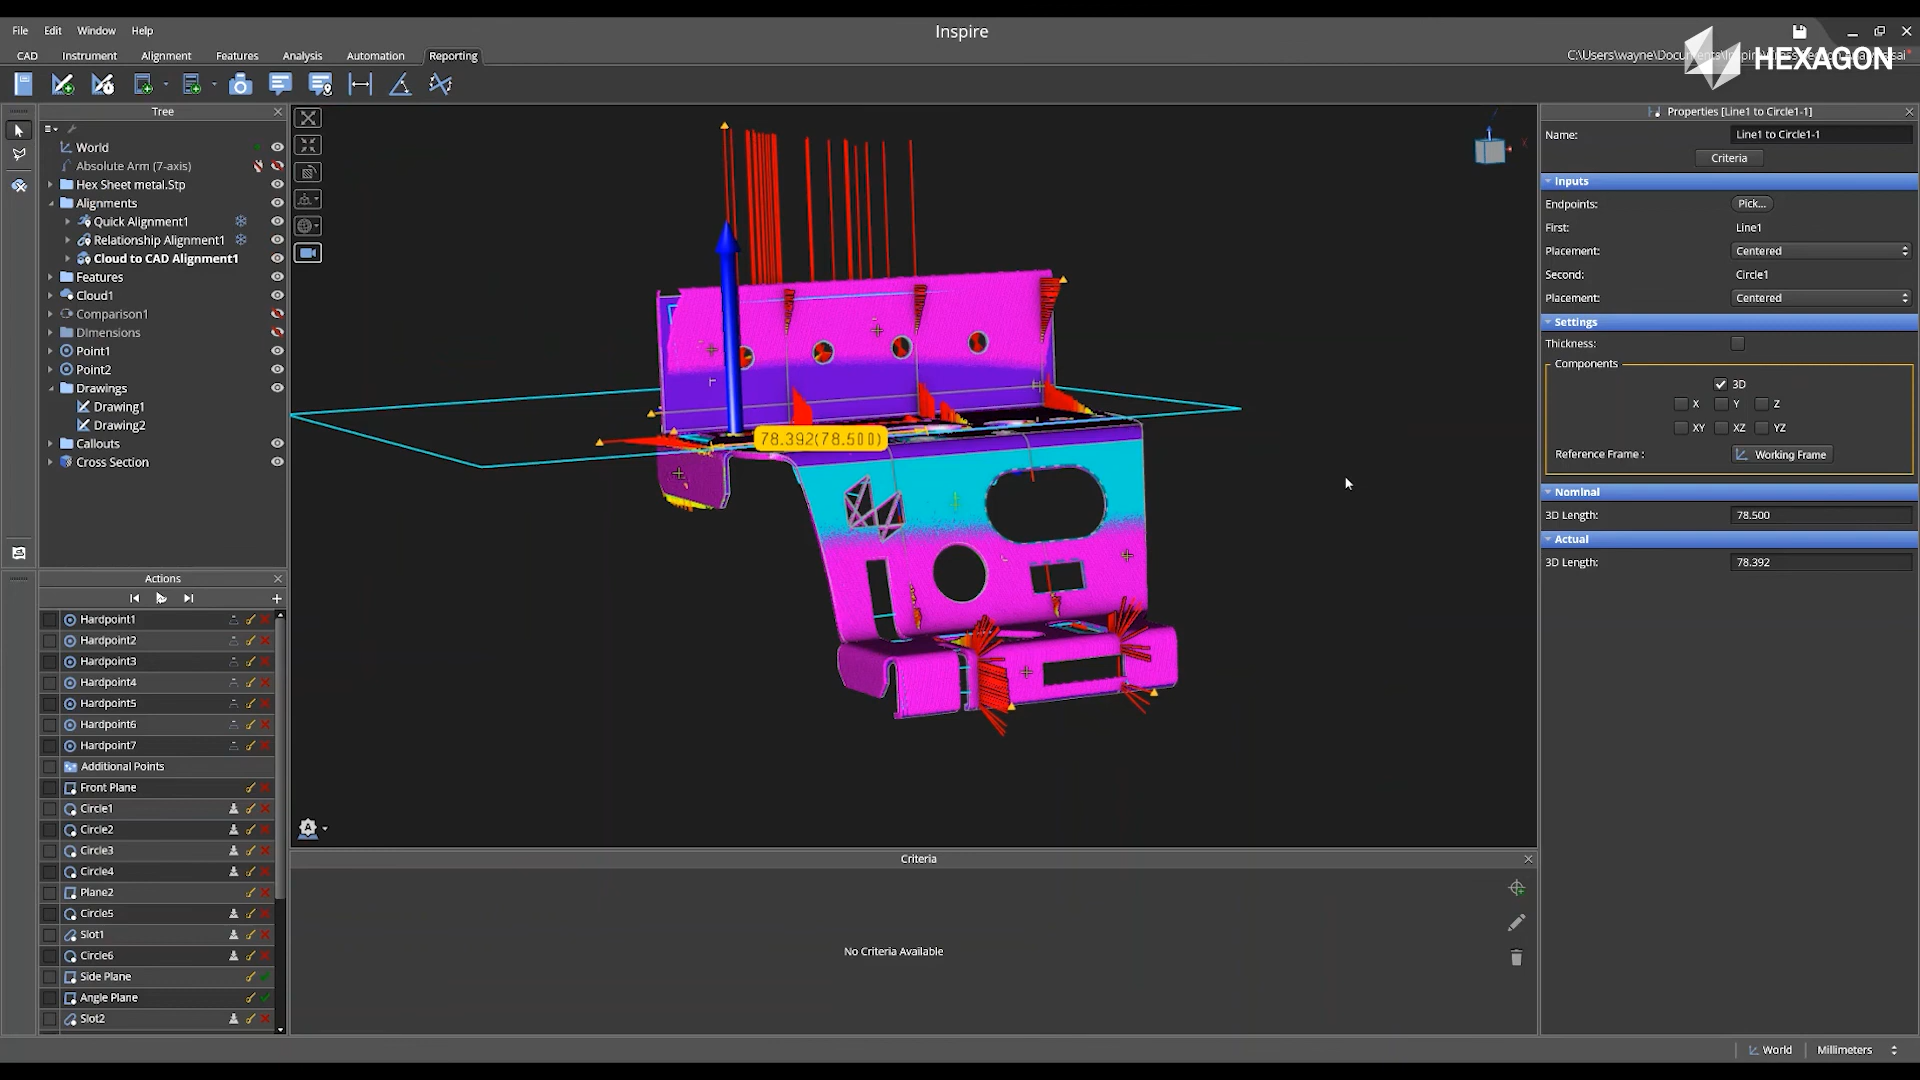 File Edit Window Help
Inspire
CAD Instrument Alignment Features Analysis Automation Reporting
HEXAGON
Tree
World
Absolute Arm (7-axis)
Hex Sheet metal.Stp
Alignments
Quick Alignment1
Relationship Alignment1
Cloud to CAD Alignment1
Features
Cloud1
Comparison1
Dimensions
Point1
Point2
Drawings
Drawing1
Drawing2
Callouts
Cross Section
Actions
Hardpoint1
Hardpoint2
Hardpoint3
Hardpoint4
Hardpoint5
Hardpoint6
Hardpoint7
Additional Points
Front Plane
Circle1
Circle2
Circle3
Circle4
Plane2
Circle5
Slot1
Circle6
Side Plane
Angle Plane
Slot2
78.392(78.500)
Criteria
No Criteria Available
Properties [Line1 to Circle1-1]
Name: Line1 to Circle1-1
Criteria
Inputs
Endpoints: Pick...
First: Line1
Placement: Centered
Second: Circle1
Placement: Centered
Settings
Thickness:
Components
3D
X Y Z
XY XZ YZ
Reference Frame : Working Frame
Nominal
3D Length: 78.500
Actual
3D Length: 78.392
World Millimeters